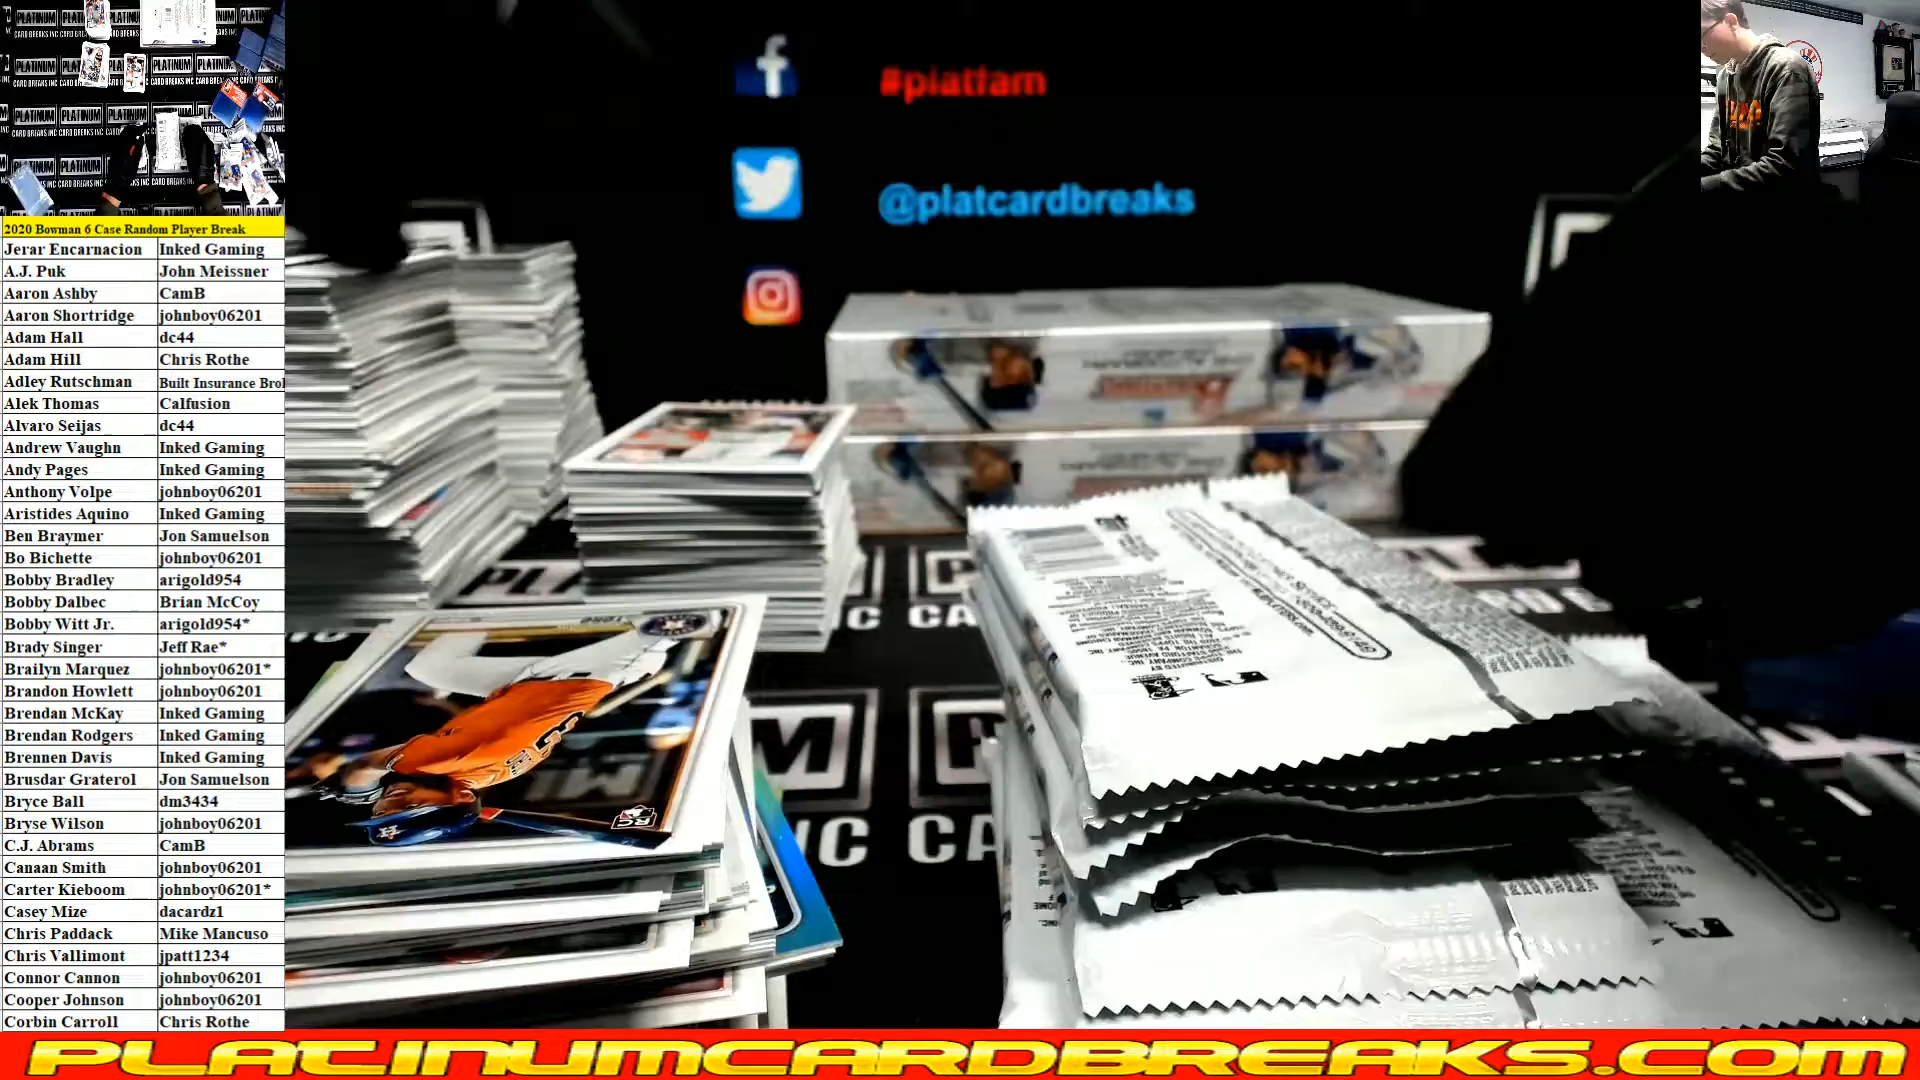 #platfam
@platcardbreaks
2020 Bowman 6 Case Random Player Break
Jerar Encarnacion Inked Gaming
A.J. Puk John Meissner
Aaron Ashby CamB
Aaron Shortridge johnboy06201
Adam Hall dc44
Adam Hill Chris Rothe
Adley Rutschman Built Insurance Bro
Alek Thomas Calfusion
Alvaro Seijas dc44
Andrew Vaughn Inked Gaming
Andy Pages Inked Gaming
Anthony Volpe johnboy06201
Aristides Aquino Inked Gaming
Ben Braymer Jon Samuelson
Bo Bichette johnboy06201
Bobby Bradley arigold954
Bobby Dalbec Brian McCoy
Bobby Witt Jr. arigold954*
Brady Singer Jeff Rae*
Brailyn Marquez johnboy06201*
Brandon Howlett johnboy06201
Brendan McKay Inked Gaming
Brendan Rodgers Inked Gaming
Brennen Davis Inked Gaming
Brusdar Graterol Jon Samuelson
Bryce Ball dm3434
Bryse Wilson johnboy06201
C.J. Abrams CamB
Canaan Smith johnboy06201
Carter Kieboom johnboy06201*
Casey Mize dacardz1
Chris Paddack Mike Mancuso
Chris Vallimont jpatt1234
Connor Cannon johnboy06201
Cooper Johnson johnboy06201
Corbin Carroll Chris Rothe
PLATINUMCARDBREAKS.COM